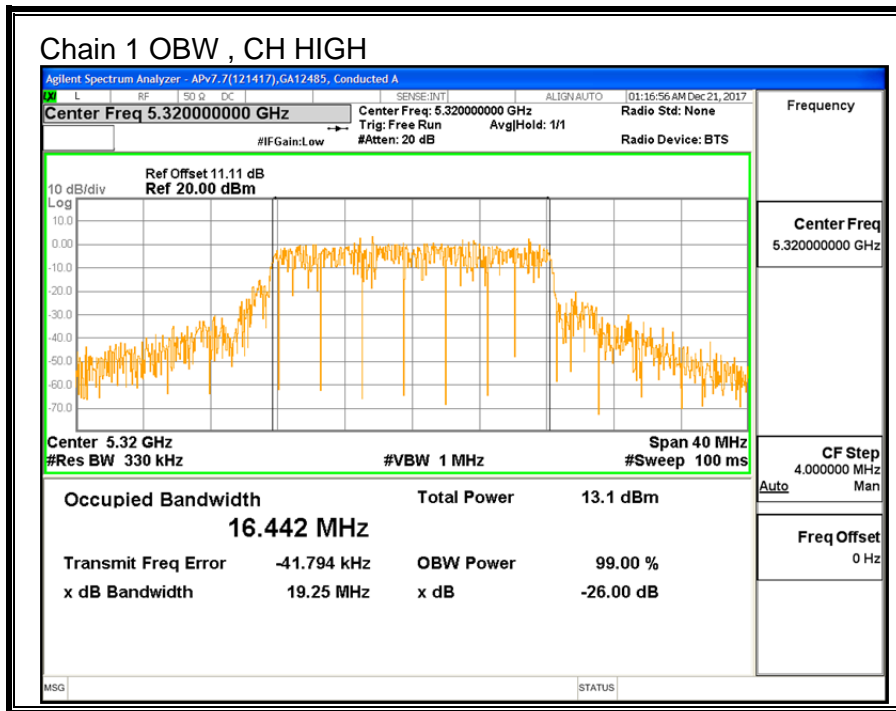 Chain 1 OBW , CH HIGH
Agilent Spectrum Analyzer - APv7.7(121417),GA12485, Conducted A
LXI L RF 50 Ω DC SENSE:INT ALIGN AUTO 01:16:56 AM Dec 21, 2017
Center Freq 5.320000000 GHz
Center Freq: 5.320000000 GHz
Radio Std: None
Trig: Free Run
Avg|Hold: 1/1
#IFGain:Low
#Atten: 20 dB
Radio Device: BTS
Ref Offset 11.11 dB
10 dB/div
Ref 20.00 dBm
Log
10.0
0.00
-10.0
-20.0
-30.0
-40.0
-50.0
-60.0
-70.0
Center 5.32 GHz
Span 40 MHz
#Res BW 330 kHz
#VBW 1 MHz
#Sweep 100 ms
Occupied Bandwidth
Total Power 13.1 dBm
16.442 MHz
Transmit Freq Error -41.794 kHz
OBW Power 99.00 %
x dB Bandwidth 19.25 MHz
x dB -26.00 dB
MSG
STATUS
Frequency
Center Freq
5.320000000 GHz
CF Step
4.000000 MHz
Auto Man
Freq Offset
0 Hz